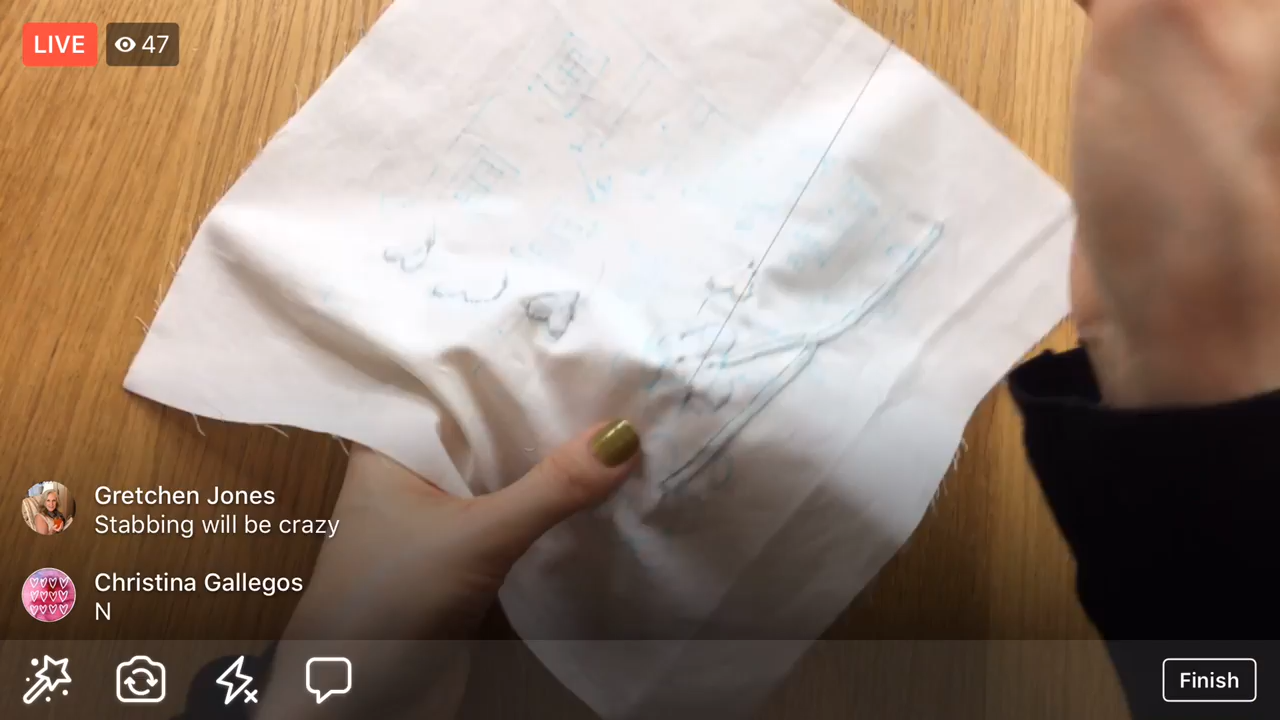 LIVE 47
Gretchen Jones
Stabbing will be crazy
Christina Gallegos
N
Finish